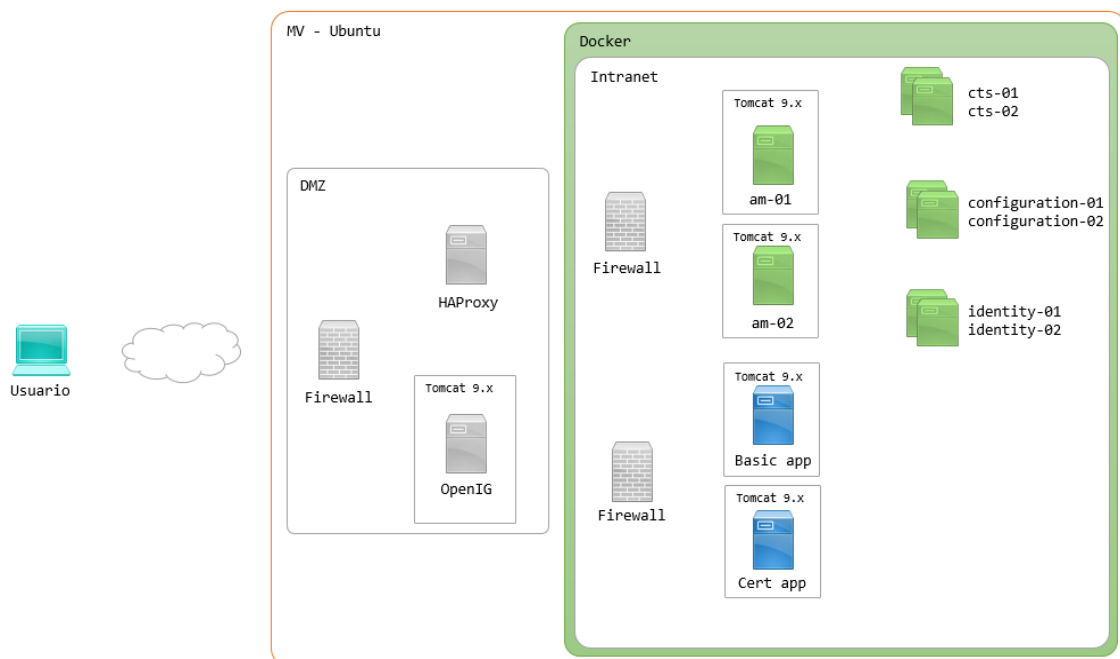 MV - Ubuntu
Docker
Intranet
DMZ
Usuario
Firewall
HAProxy
Tomcat 9.x
OpenIG
Firewall
Firewall
Tomcat 9.x
am-01
Tomcat 9.x
am-02
Tomcat 9.x
Basic app
Tomcat 9.x
Cert app
cts-01
cts-02
configuration-01
configuration-02
identity-01
identity-02